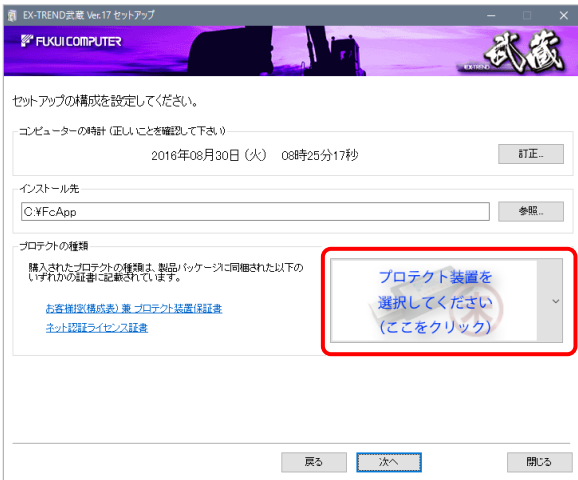 EX-TREND武蔵 Ver.17 セットアップ
FUKUI COMPUTER
EX-TREND 武蔵
セットアップの構成を設定してください。
コンピューターの時計 (正しいことを確認して下さい)
2016年08月30日 (火) 08時25分17秒
訂正...
インストール先
C:¥FcApp
参照...
プロテクトの種類
購入されたプロテクトの種類は、製品パッケージに同梱された以下の
いずれかの証書に記載されています。
お客様控(構成表) 兼 プロテクト装置保証書
ネット認証ライセンス証書
プロテクト装置を
選択してください
(ここをクリック)
戻る
次へ
閉じる